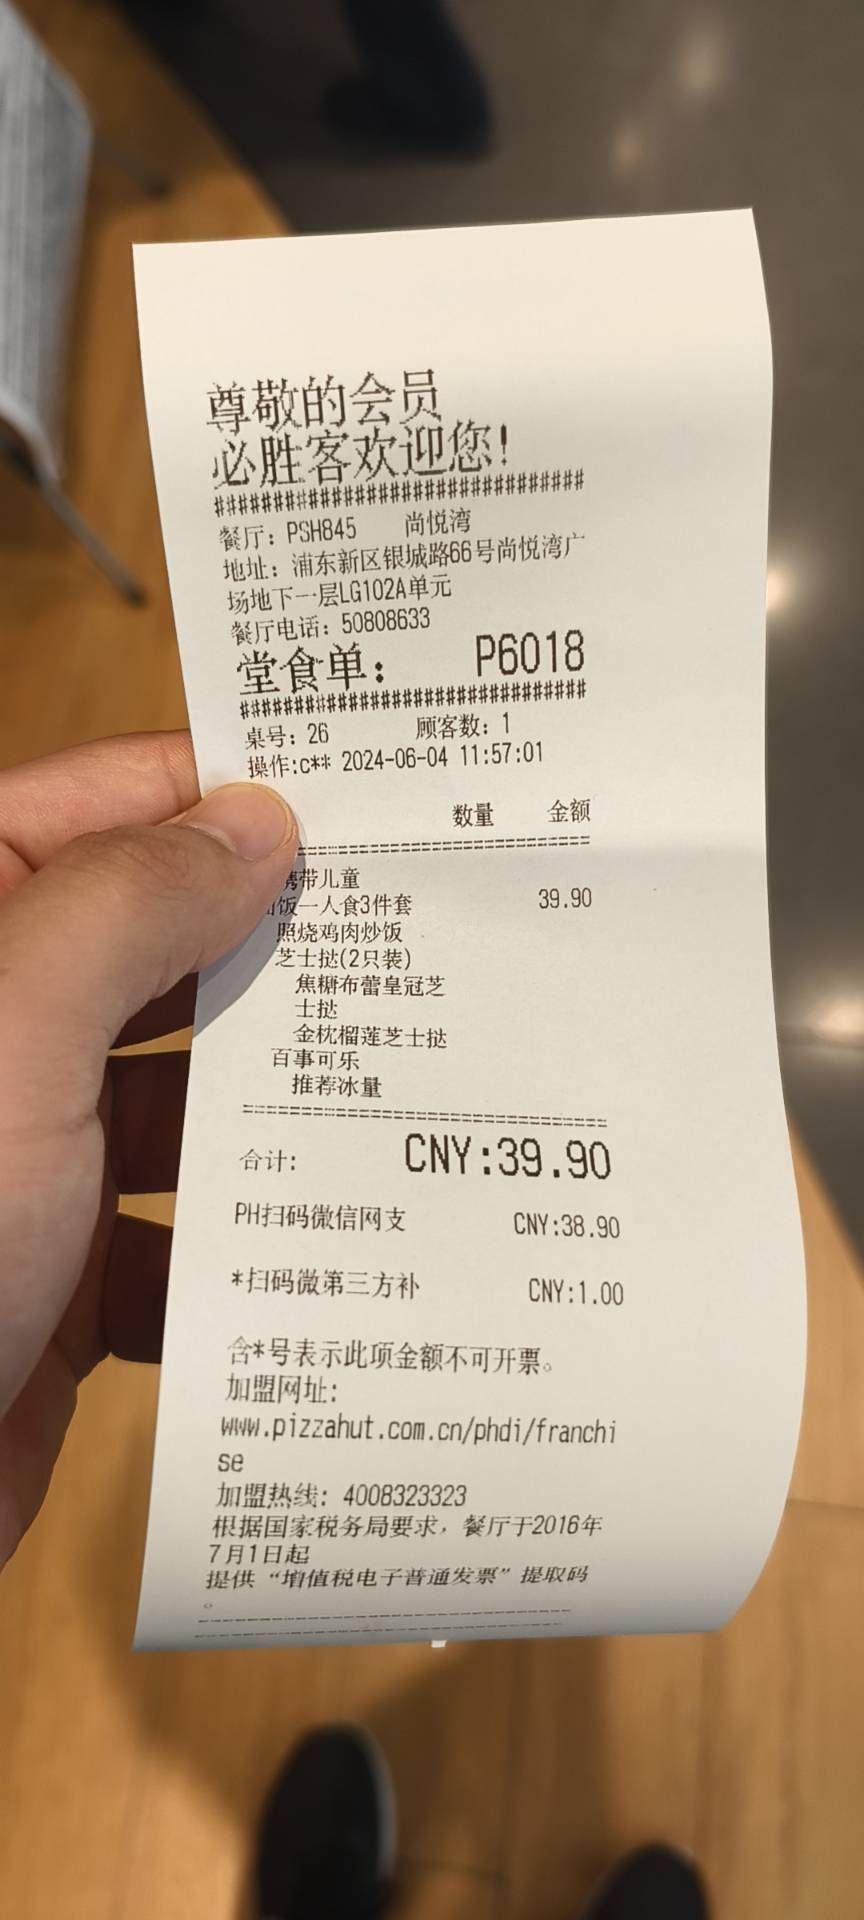 尊敬的会员
必胜客欢迎您!
################################
餐厅: PSH845 尚悦湾
地址: 浦东新区银城路66号尚悦湾广
场地下一层LG102A单元
餐厅电话: 50808633
堂食单: P6018
################################
桌号: 26 顾客数: 1
操作:c** 2024-06-04 11:57:01
数量 金额
携带儿童
饭一人食3件套 39.90
照烧鸡肉炒饭
芝士挞(2只装)
焦糖布蕾皇冠芝
士挞
金枕榴莲芝士挞
百事可乐
推荐冰量
合计: CNY:39.90
PH扫码微信网支 CNY:38.90
*扫码微第三方补 CNY:1.00
含*号表示此项金额不可开票。
加盟网址:
www.pizzahut.com.cn/phdi/franchi
se
加盟热线: 4008323323
根据国家税务局要求，餐厅于2016年
7月1日起
提供“增值税电子普通发票”提取码
。